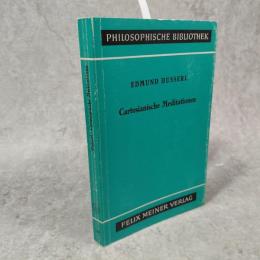 PHILOSOPHISCHE BIBLIOTHEK
EDMUND HUSSERL
Cartesianische Meditationen
FELIX MEINER VERLAG